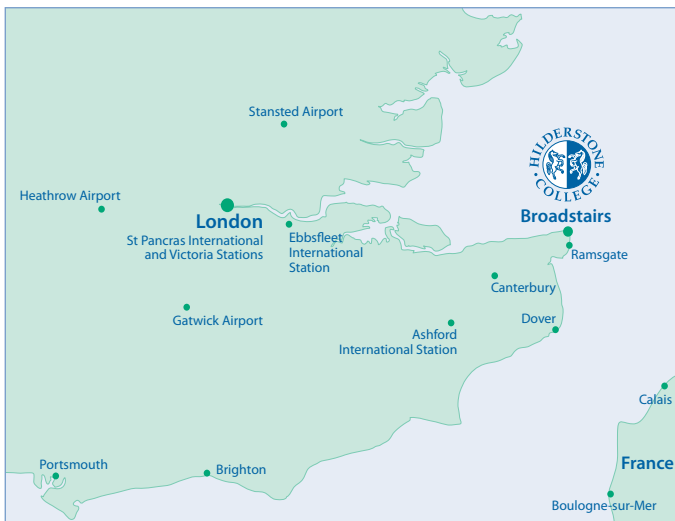 Stansted Airport
HILDERSTONE
COLLEGE
Heathrow Airport
London
St Pancras International
and Victoria Stations
Ebbsfleet
International
Station
Broadstairs
Ramsgate
Canterbury
Gatwick Airport
Dover
Ashford
International Station
Calais
Portsmouth
Brighton
France
Boulogne-sur-Mer